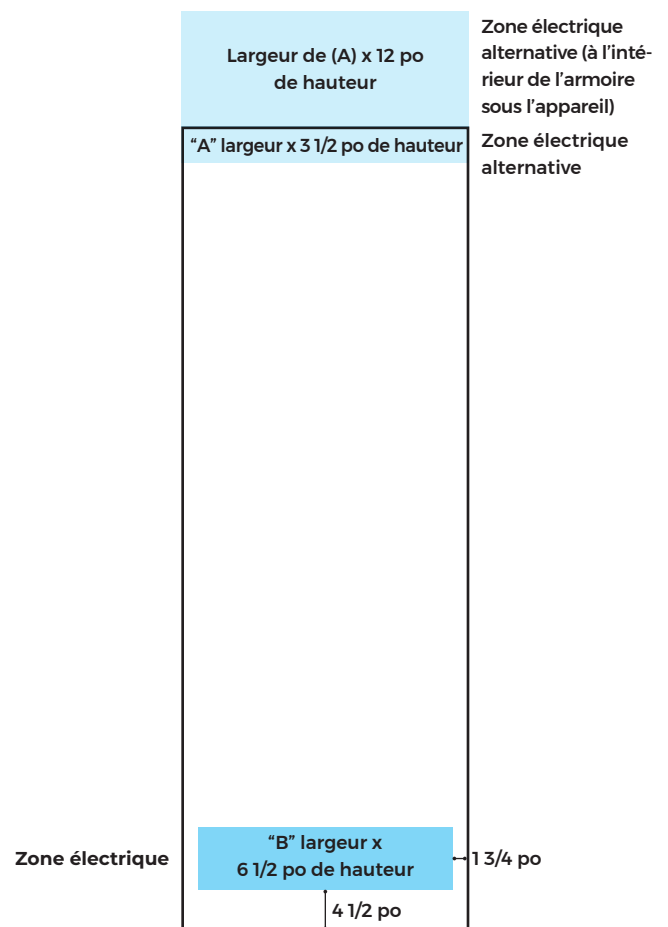 Largeur de (A) x 12 po
de hauteur
Zone électrique
alternative (à l’inté-
rieur de l’armoire
sous l’appareil)
“A” largeur x 3 1/2 po de hauteur
Zone électrique
alternative
Zone électrique
“B” largeur x
6 1/2 po de hauteur
1 3/4 po
4 1/2 po